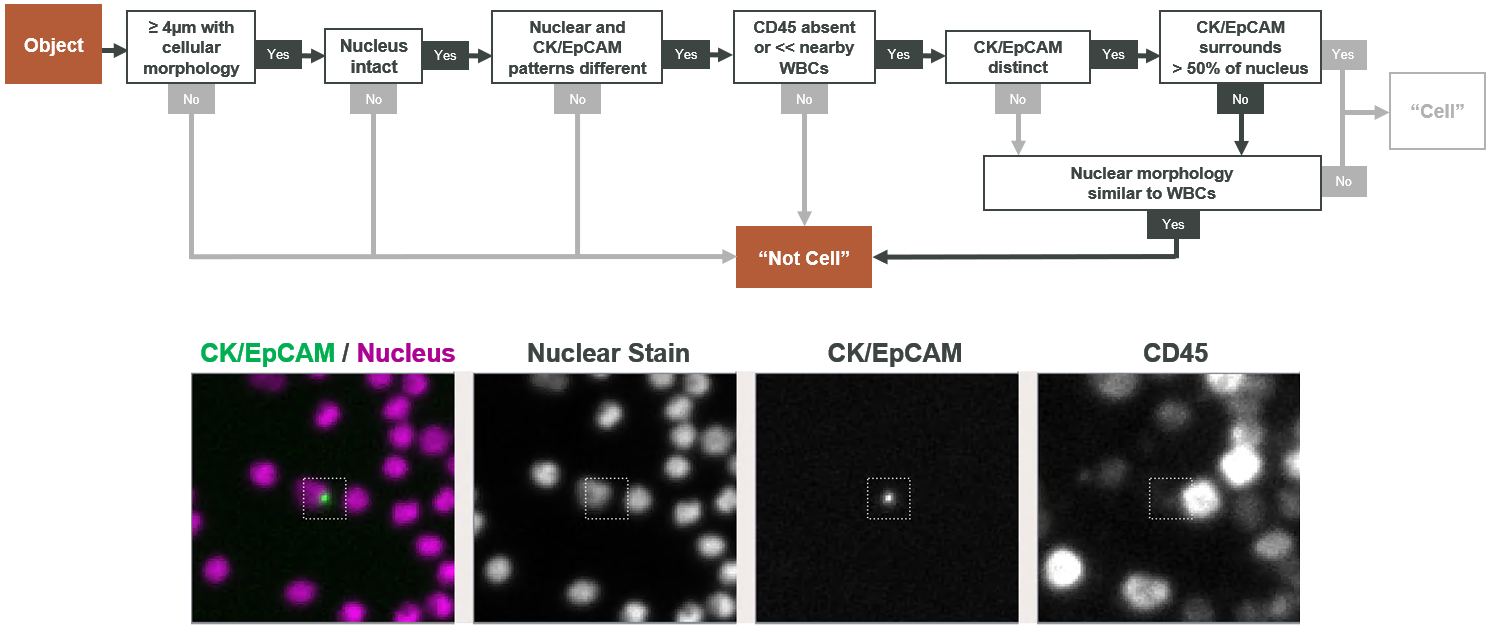 Object
≥ 4µm with
cellular
morphology
Yes
No
Nucleus
intact
Yes
No
Nuclear and
CK/EpCAM
patterns different
Yes
No
CD45 absent
or << nearby
WBCs
Yes
No
CK/EpCAM
distinct
Yes
No
CK/EpCAM
surrounds
> 50% of nucleus
Yes
No
“Cell”
Nuclear morphology
similar to WBCs
No
Yes
“Not Cell”
CK/EpCAM / Nucleus
Nuclear Stain
CK/EpCAM
CD45